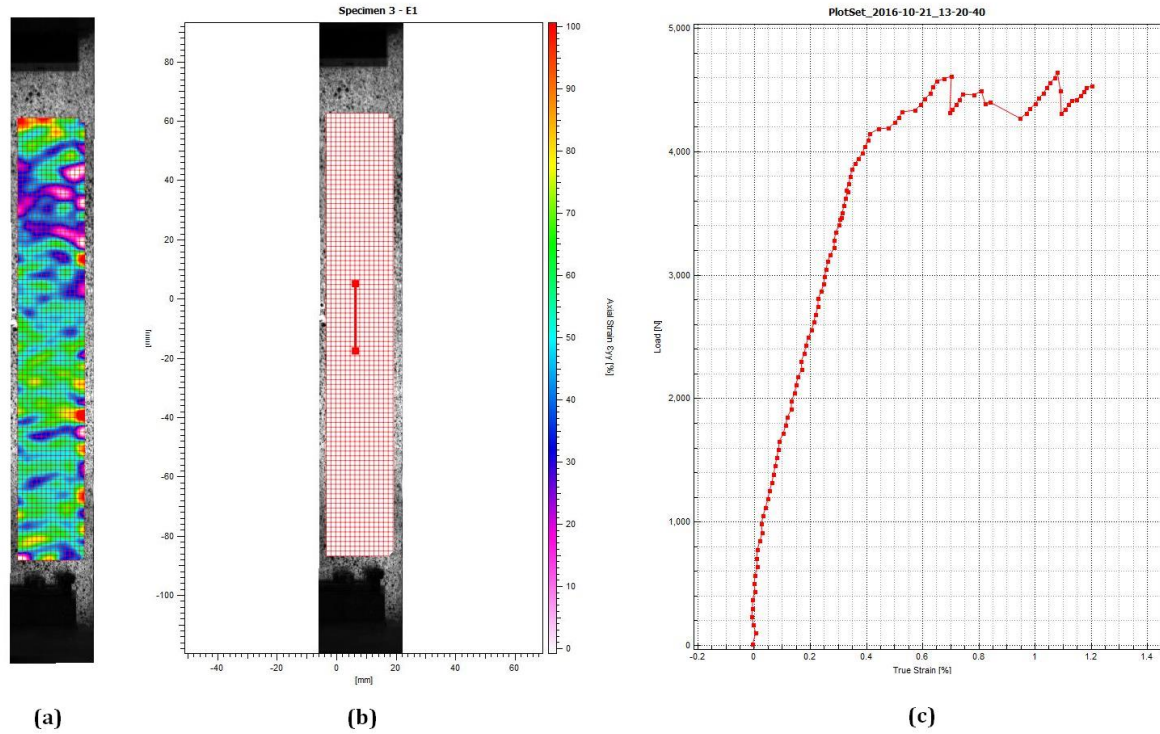 Specimen 3 - E1
80
60
40
20
0
-20
-40
-60
-80
-100
[mm]
-40 -20 0 20 40 60
[mm]
100
90
80
70
60
50
40
30
20
10
0
Axial Strain εyy [%]
PlotSet_2016-10-21_13-20-40
5,000
4,000
3,000
2,000
1,000
0
Load [N]
-0.2 0 0.2 0.4 0.6 0.8 1 1.2 1.4
True Strain [%]
(a) (b) (c)